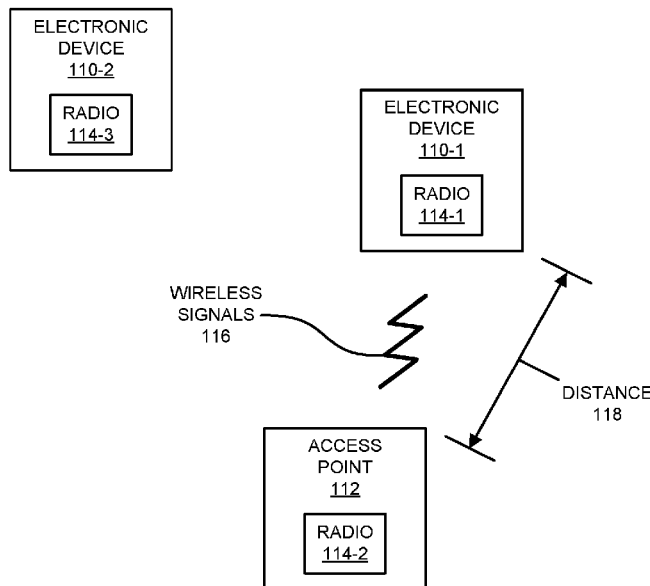 ELECTRONIC
DEVICE
110-2
RADIO
114-3
ELECTRONIC
DEVICE
110-1
RADIO
114-1
WIRELESS
SIGNALS
116
DISTANCE
118
ACCESS
POINT
112
RADIO
114-2